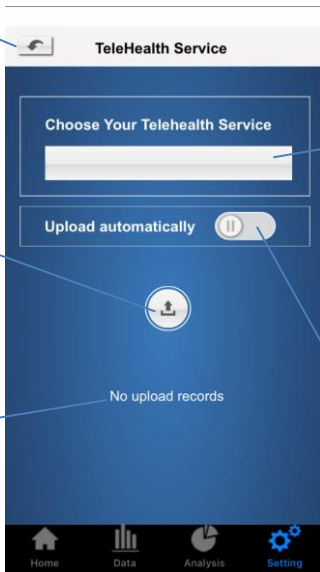 TeleHealth Service
Choose Your Telehealth Service
Upload automatically
No upload records
Home Data Analysis Setting